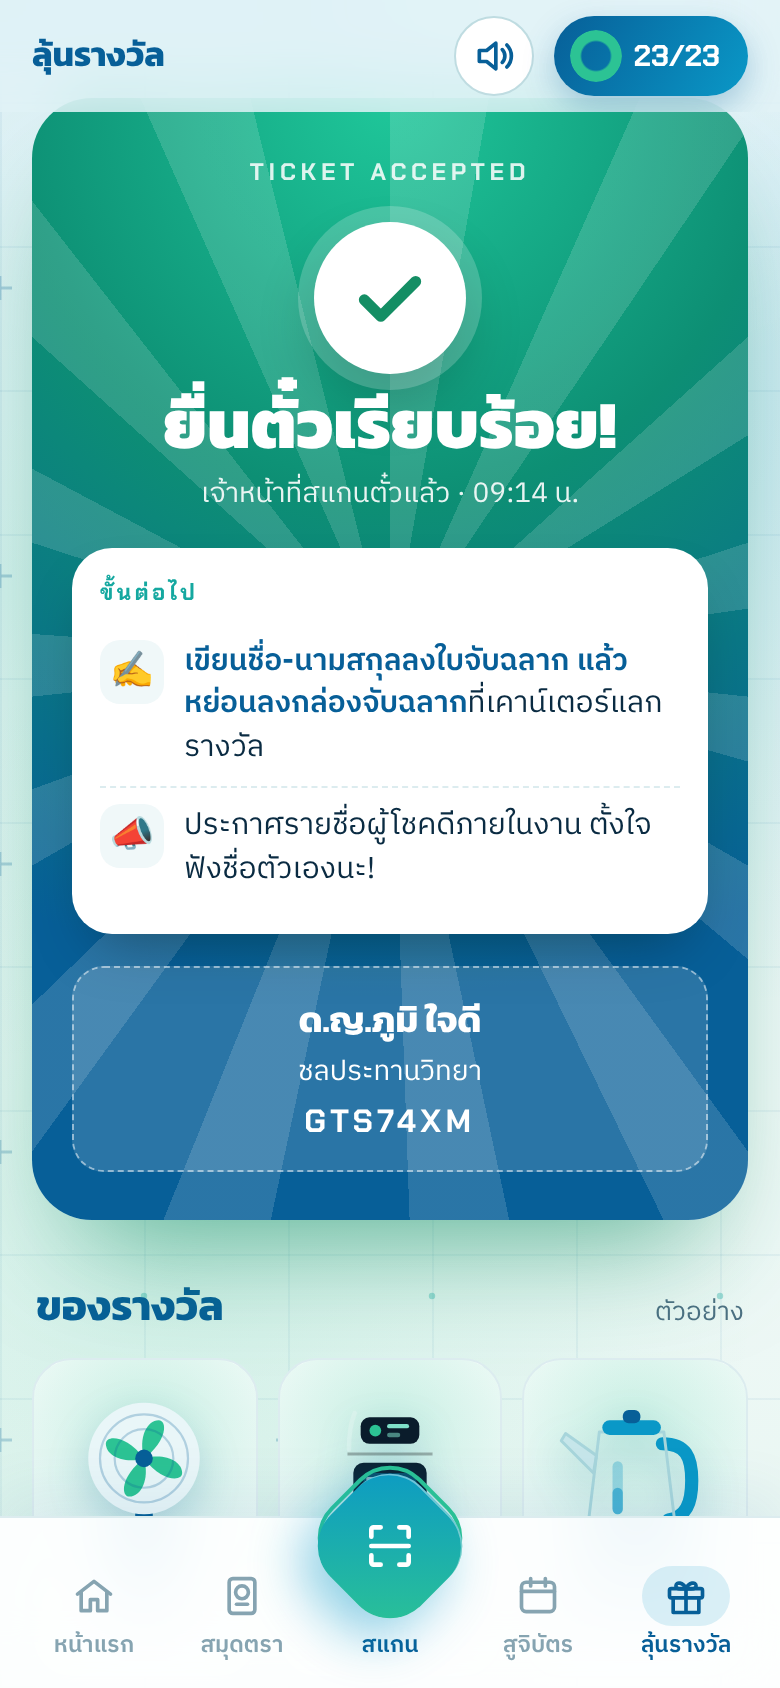 ลุ้นรางวัล
23/23
TICKET ACCEPTED
ยื่นตั๋วเรียบร้อย!
เจ้าหน้าที่สแกนตั๋วแล้ว · 09:14 น.
ขั้นต่อไป
เขียนชื่อ-นามสกุลลงใบจับฉลาก แล้ว
หย่อนลงกล่องจับฉลากที่เคาน์เตอร์แลก
รางวัล
ประกาศรายชื่อผู้โชคดีภายในงาน ตั้งใจ
ฟังชื่อตัวเองนะ!
ด.ญ.ภูมิ ใจดี
ชลประทานวิทยา
GTS74XM
ของรางวัล
ตัวอย่าง
หน้าแรก
สมุดตรา
สแกน
สูจิบัตร
ลุ้นรางวัล